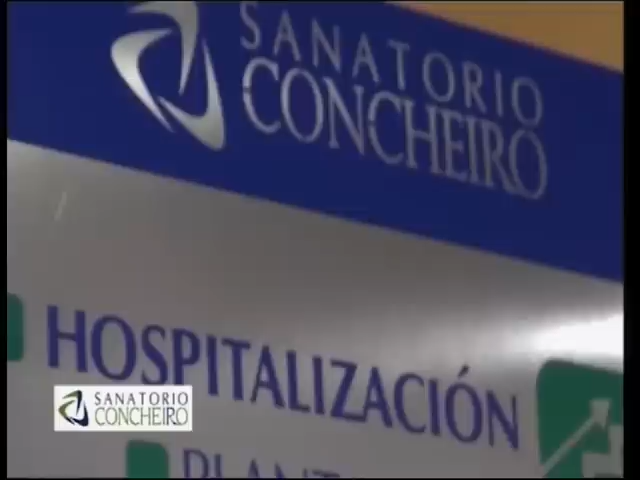 SANATORIO
CONCHEIRO
HOSPITALIZACIÓN
SANATORIO
CONCHEIRO